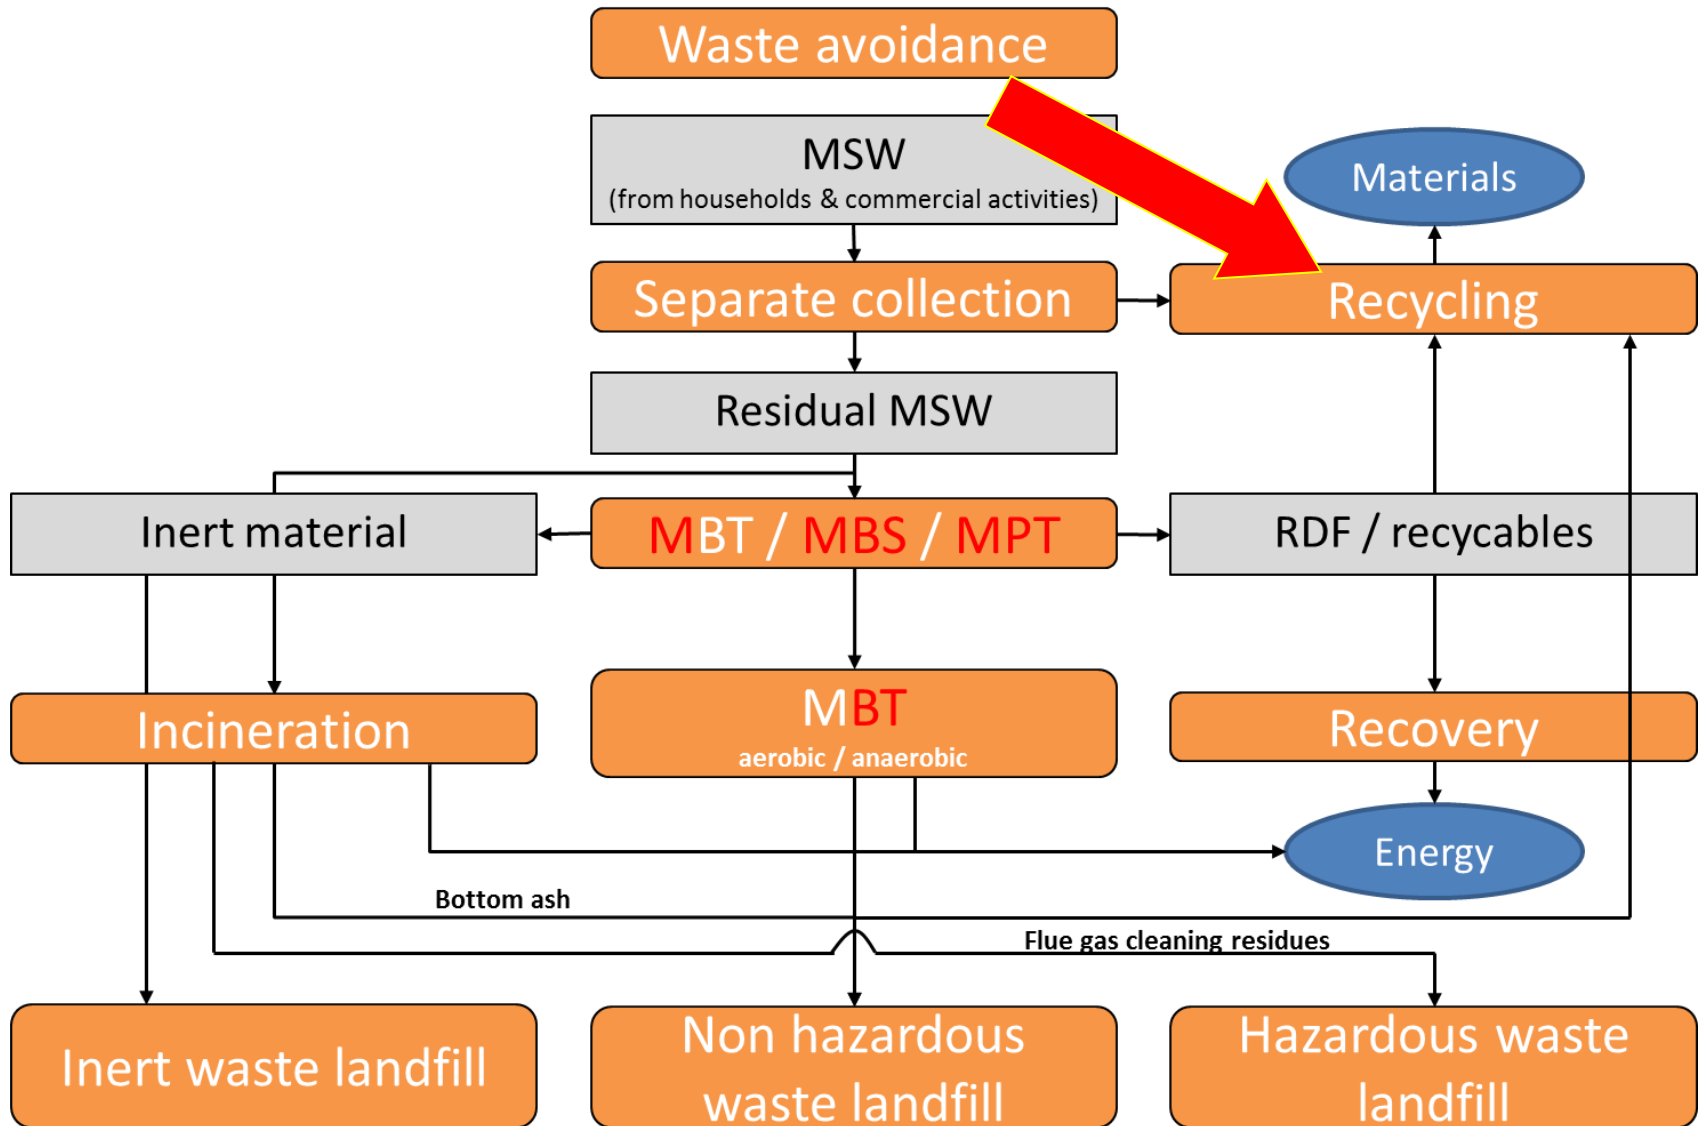 Waste avoidance
MSW
(from households & commercial activities)
Materials
Separate collection
Recycling
Residual MSW
Inert material
MBT / MBS / MPT
RDF / recycables
Incineration
MBT
aerobic / anaerobic
Recovery
Energy
Bottom ash
Flue gas cleaning residues
Inert waste landfill
Non hazardous
waste landfill
Hazardous waste
landfill